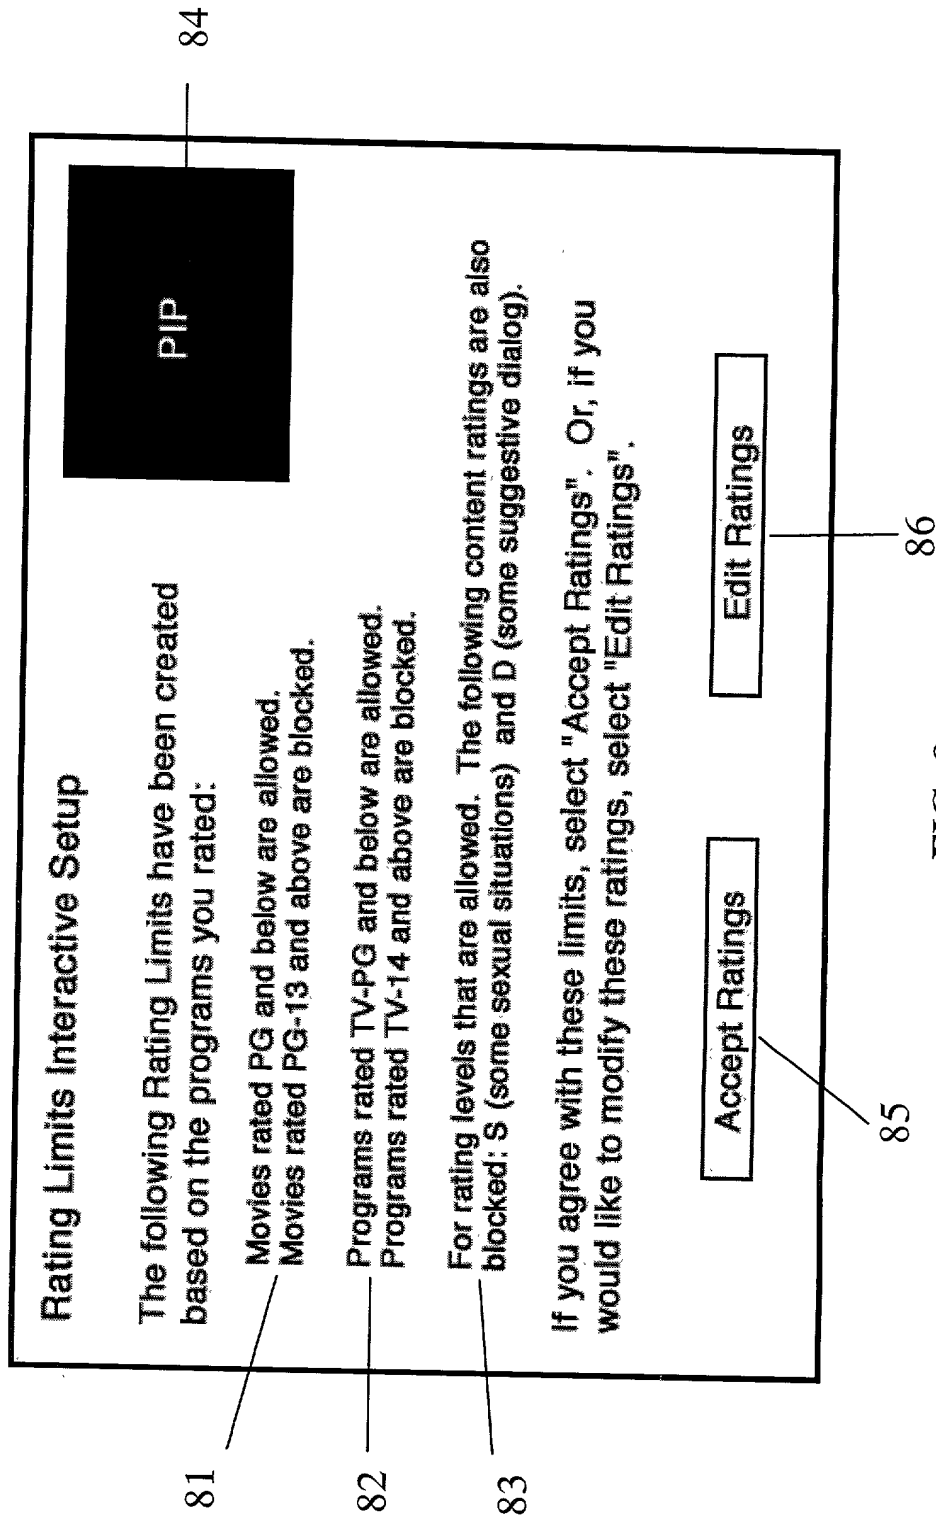 Rating Limits Interactive Setup
The following Rating Limits have been created
based on the programs you rated:
PIP
84
81
Movies rated PG and below are allowed.
Movies rated PG-13 and above are blocked.
82
Programs rated TV-PG and below are allowed.
Programs rated TV-14 and above are blocked.
83
For rating levels that are allowed. The following content ratings are also
blocked: S (some sexual situations) and D (some suggestive dialog).
If you agree with these limits, select "Accept Ratings". Or, if you
would like to modify these ratings, select "Edit Ratings".
Accept Ratings
Edit Ratings
85
86